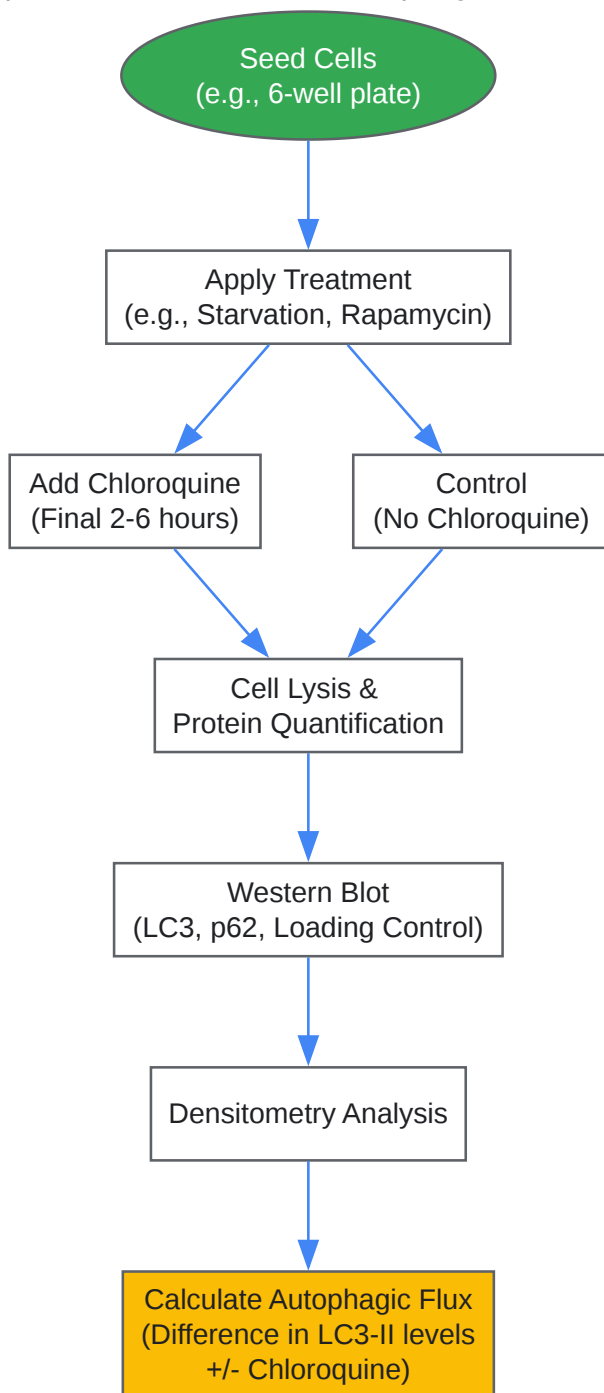 Seed Cells
(e.g., 6-well plate)
Apply Treatment
(e.g., Starvation, Rapamycin)
Add Chloroquine
(Final 2-6 hours)
Control
(No Chloroquine)
Cell Lysis &
Protein Quantification
Western Blot
(LC3, p62, Loading Control)
Densitometry Analysis
Calculate Autophagic Flux
(Difference in LC3-II levels
+/- Chloroquine)